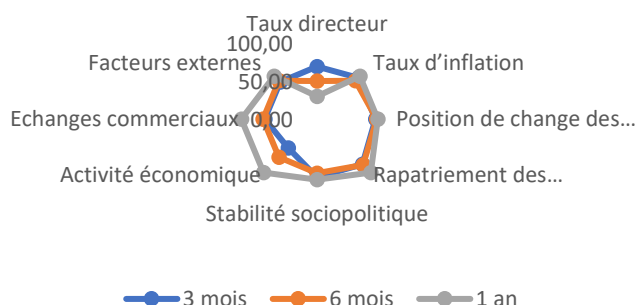 Taux directeur
100,00
Facteurs externes
Taux d’inflation
50,00
Echanges commerciaux
0,00
Position de change des...
Activité économique
Rapatriement des...
Stabilité sociopolitique
3 mois
6 mois
1 an